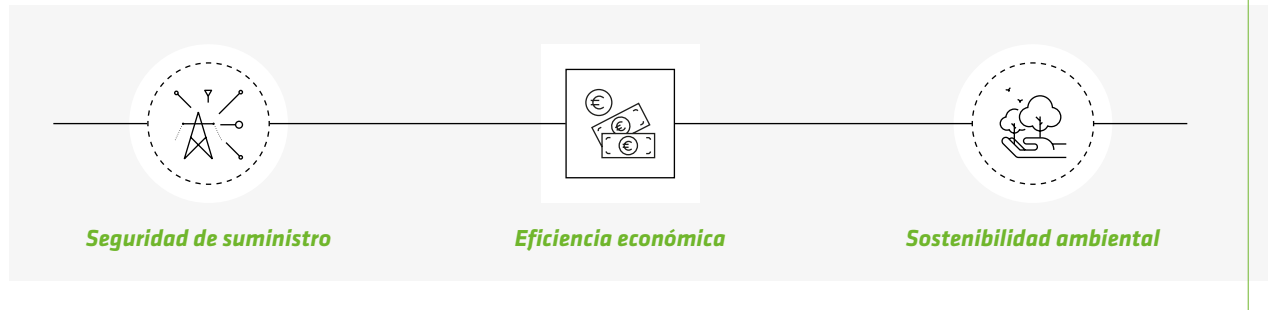 Seguridad de suministro
Eficiencia económica
Sostenibilidad ambiental